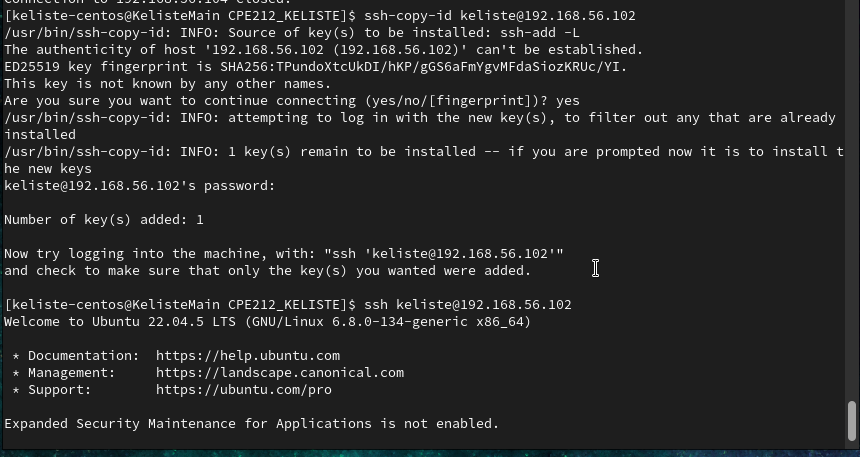 Connection to 192.168.56.104 closed.
[keliste-centos@KelisteMain CPE212_KELISTE]$ ssh-copy-id keliste@192.168.56.102
/usr/bin/ssh-copy-id: INFO: Source of key(s) to be installed: ssh-add -L
The authenticity of host '192.168.56.102 (192.168.56.102)' can't be established.
ED25519 key fingerprint is SHA256:TPundoXtcUkDI/hKP/gGS6aFmYgvMFdaSiozKRUc/YI.
This key is not known by any other names.
Are you sure you want to continue connecting (yes/no/[fingerprint])? yes
/usr/bin/ssh-copy-id: INFO: attempting to log in with the new key(s), to filter out any that are already
installed
/usr/bin/ssh-copy-id: INFO: 1 key(s) remain to be installed -- if you are prompted now it is to install t
he new keys
keliste@192.168.56.102's password:
Number of key(s) added: 1
Now try logging into the machine, with: "ssh 'keliste@192.168.56.102'"
and check to make sure that only the key(s) you wanted were added.
[keliste-centos@KelisteMain CPE212_KELISTE]$ ssh keliste@192.168.56.102
Welcome to Ubuntu 22.04.5 LTS (GNU/Linux 6.8.0-134-generic x86_64)
* Documentation: https://help.ubuntu.com
* Management: https://landscape.canonical.com
* Support: https://ubuntu.com/pro
Expanded Security Maintenance for Applications is not enabled.